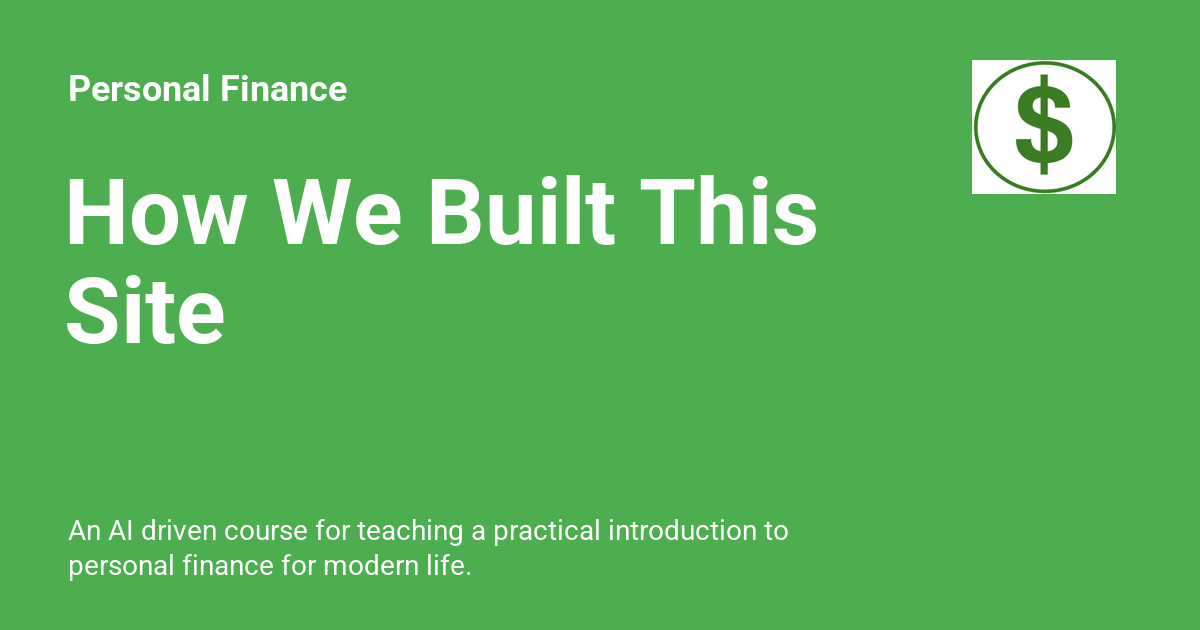 Personal Finance
$
How We Built This
Site
An AI driven course for teaching a practical introduction to
personal finance for modern life.